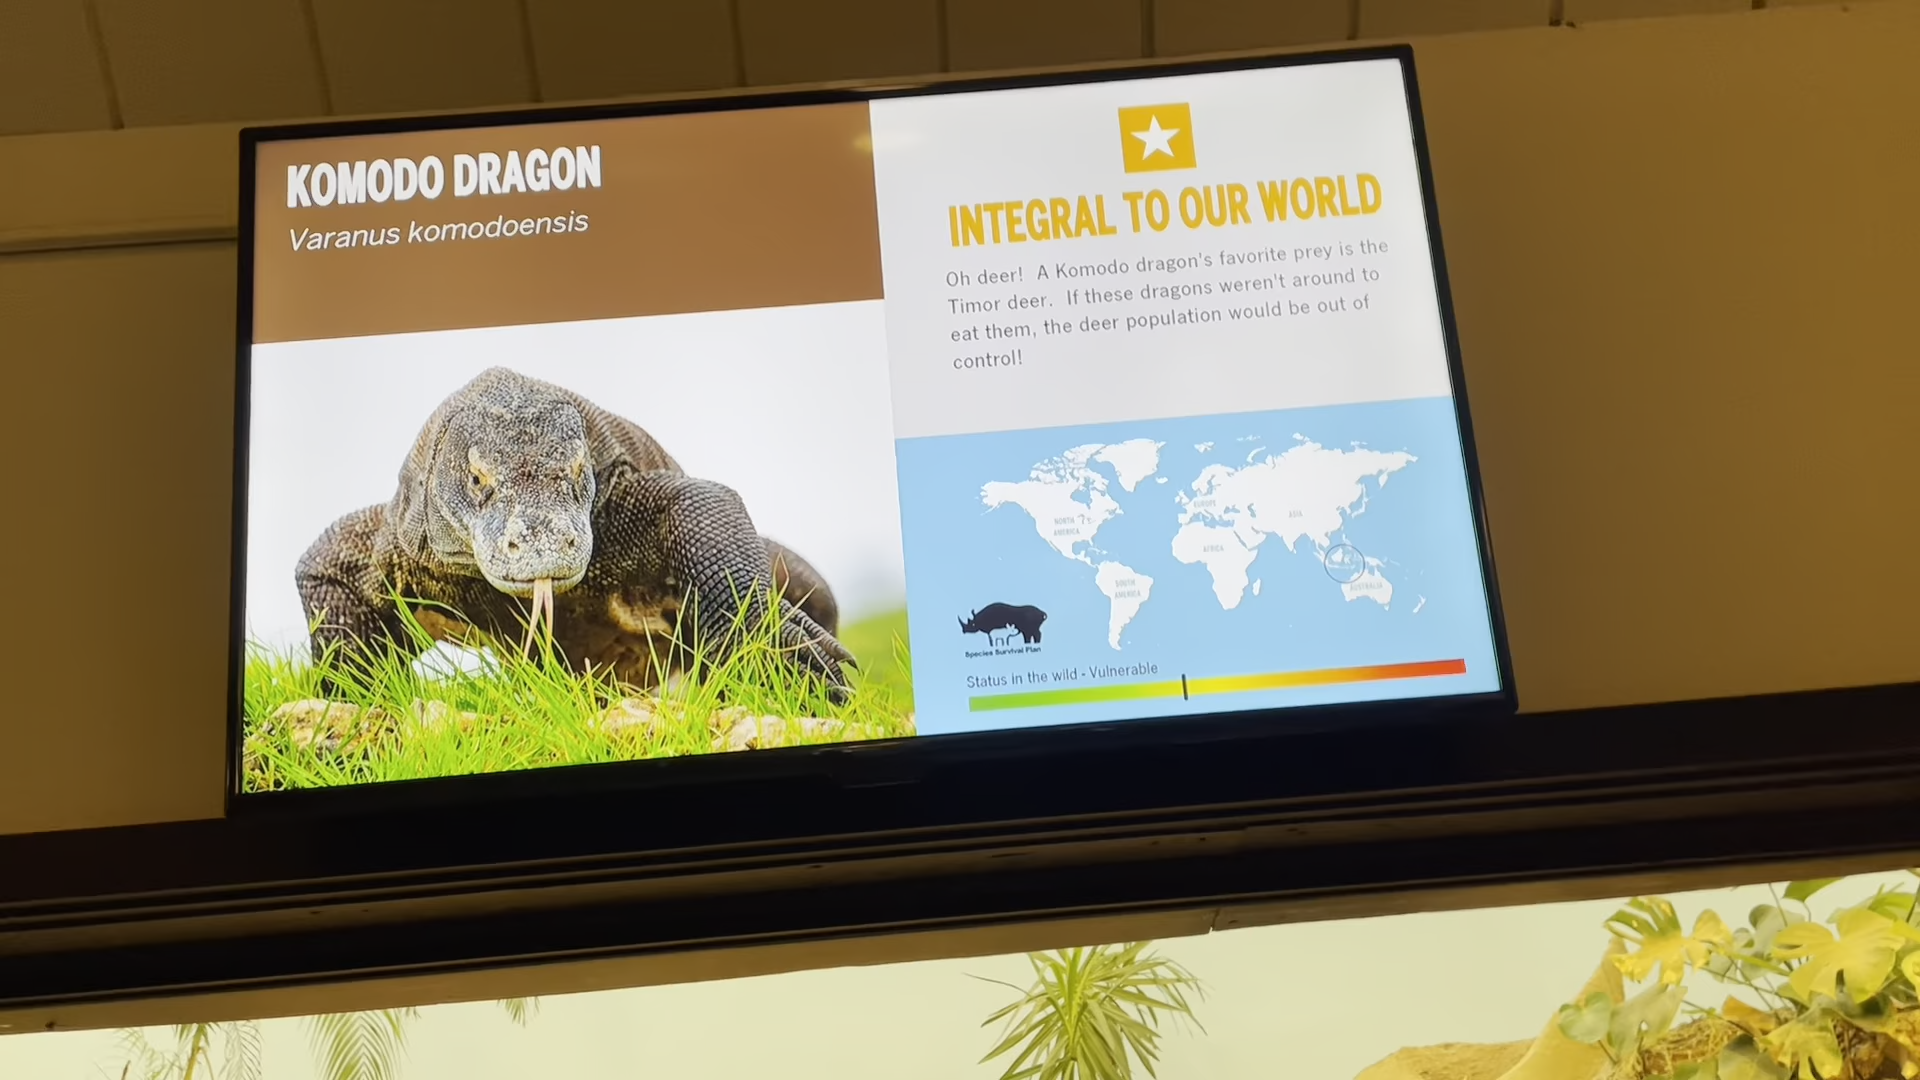 KOMODO DRAGON
Varanus komodoensis
INTEGRAL TO OUR WORLD
Oh deer!  A Komodo dragon's favorite prey is the
Timor deer.  If these dragons weren't around to
eat them, the deer population would be out of
control!
NORTH
AMERICA
SOUTH
AMERICA
EUROPE
AFRICA
ASIA
AUSTRALIA
Species Survival Plan
Status in the wild - Vulnerable